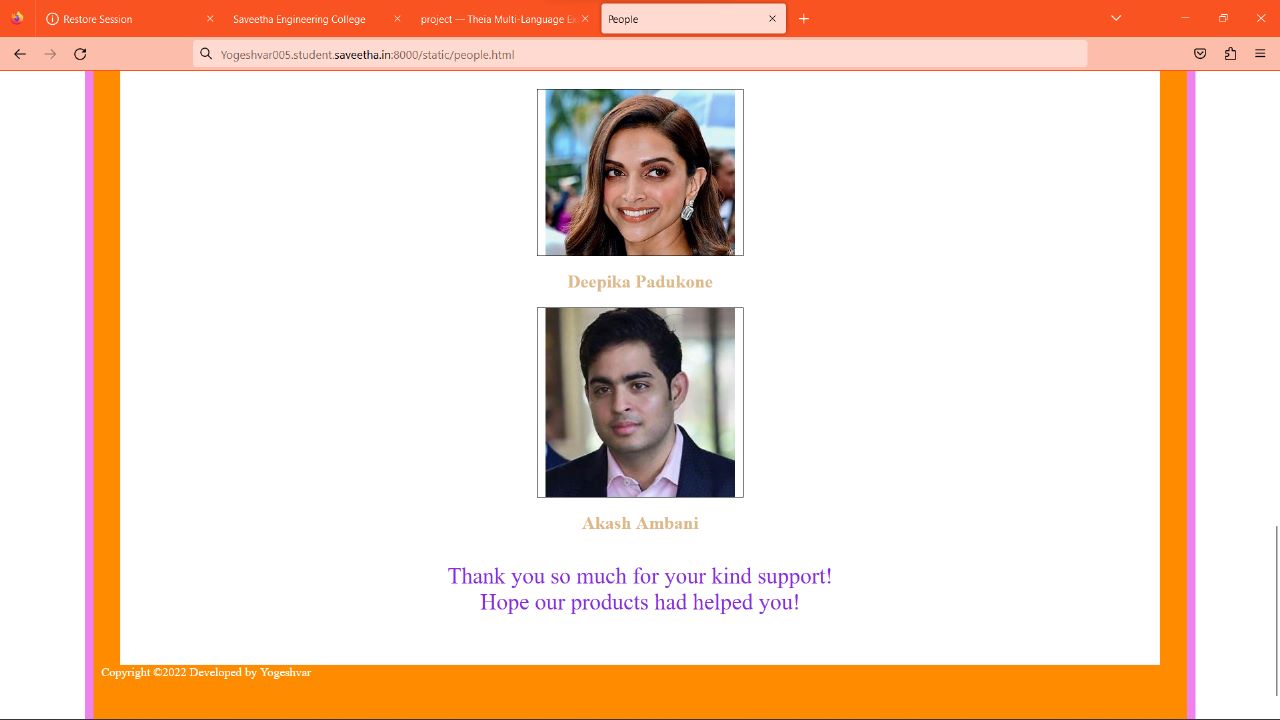 Restore Session
Saveetha Engineering College
project — Theia Multi-Language Ex
People
Yogeshvar005.student.saveetha.in:8000/static/people.html
Deepika Padukone
Akash Ambani
Thank you so much for your kind support!
Hope our products had helped you!
Copyright ©2022 Developed by Yogeshvar